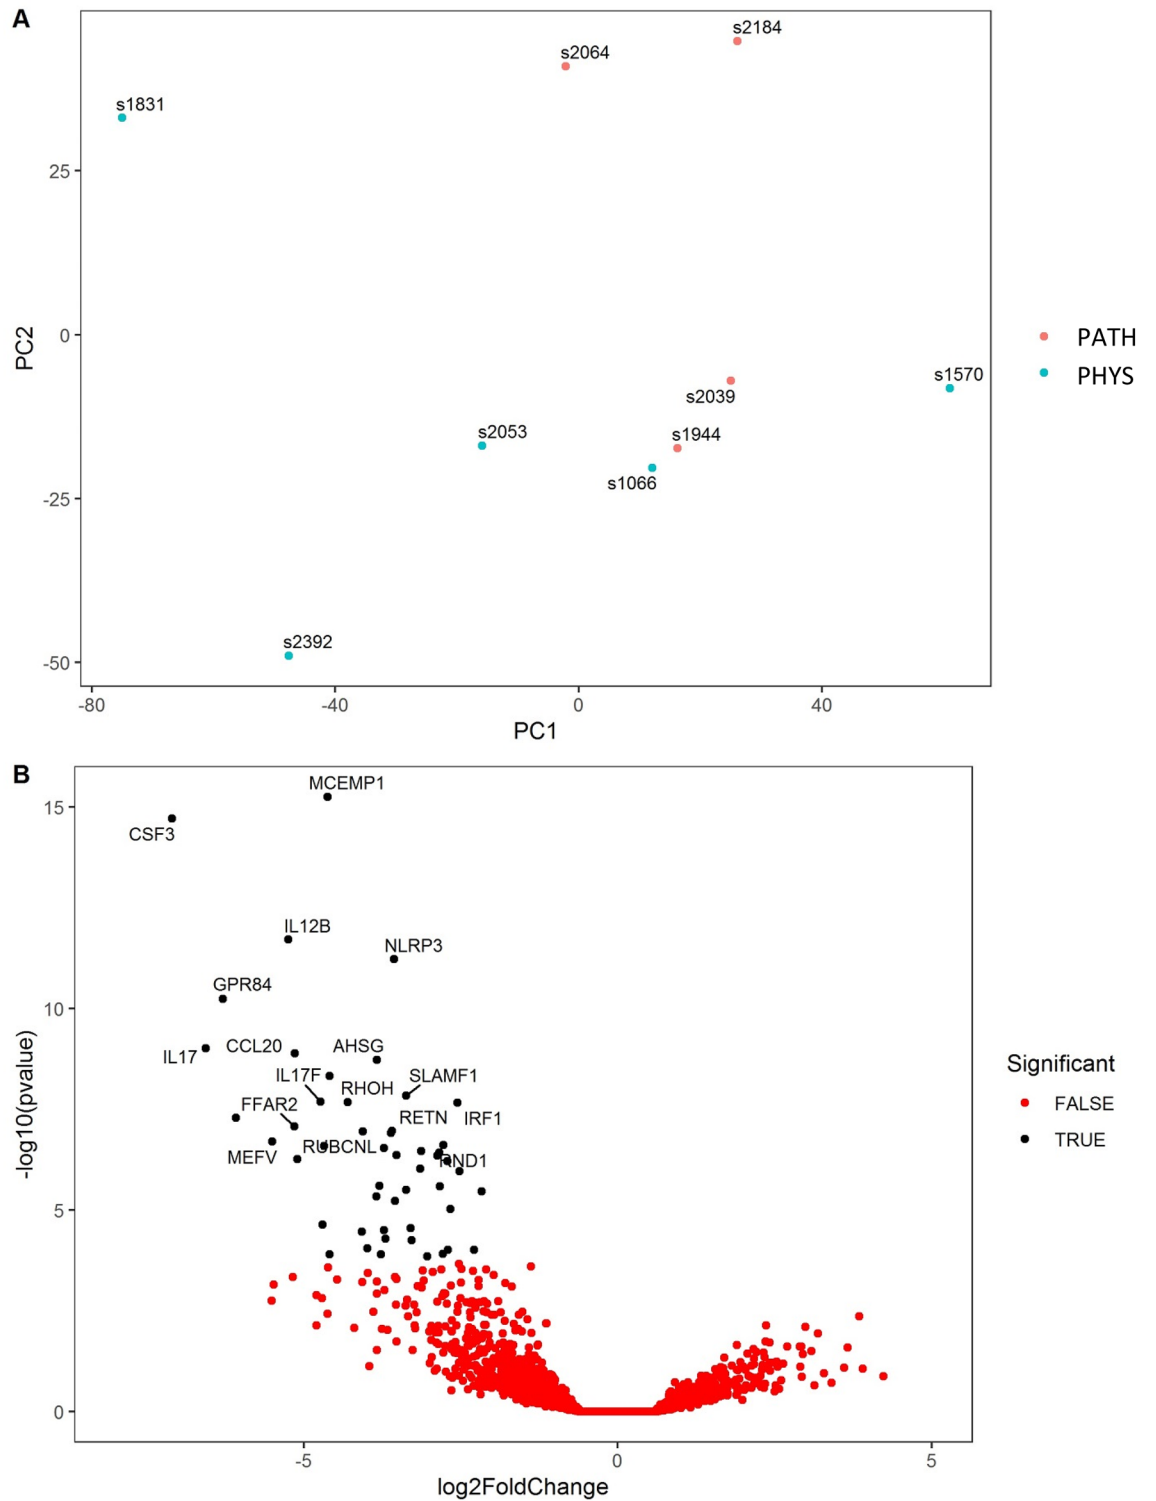 A
s2184
s2064
s1831
25
0
PC2
PATH
PHYS
s1570
s2039
s2053
s1944
s1066
-25
s2392
-50
-80
-40
0
40
PC1
B
MCEMP1
15
CSF3
IL12B
NLRP3
GPR84
10
IL17
CCL20
AHSG
IL17F
SLAMF1
RHOH
FFAR2
RETN
IRF1
MEFV
RUBCNL
RND1
-log10(pvalue)
5
0
Significant
FALSE
TRUE
-5
0
5
log2FoldChange